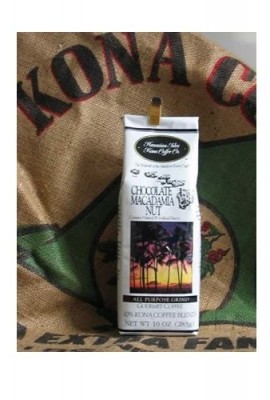 KONA CO
Hawaiian Isles
Kona Coffee Co.
CHOCOLATE
MACADAMIA
NUT
ALL PURPOSE GRIND
GOURMET COFFEE
10% KONA COFFEE BLEND
NET WT 10 OZ
EXTRA FAN